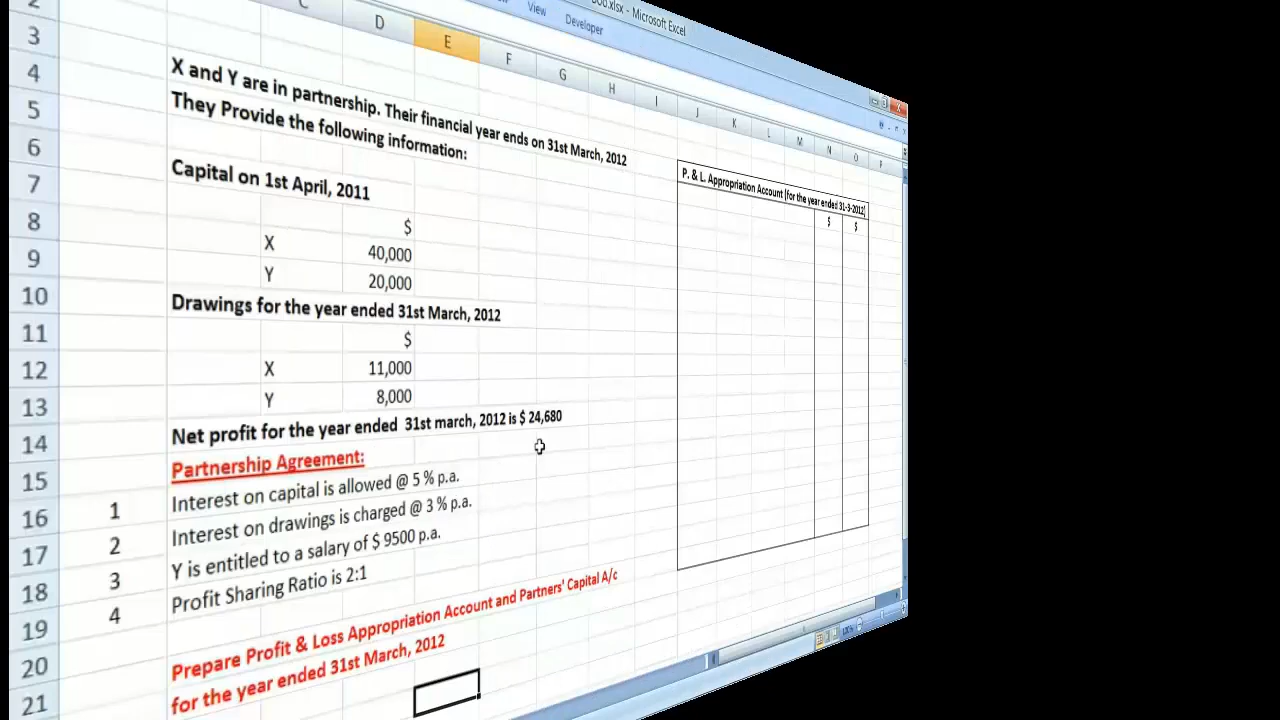 00.xlsx - Microsoft Excel
View
Developer
C D E F G H I J K L M N O P
2
3
4
5
6
7
8
9
10
11
12
13
14
15
16
17
18
19
20
21
X and Y are in partnership. Their financial year ends on 31st March, 2012
They Provide the following information:
Capital on 1st April, 2011
$
X 40,000
Y 20,000
Drawings for the year ended 31st March, 2012
$
X 11,000
Y 8,000
Net profit for the year ended 31st march, 2012 is $ 24,680
Partnership Agreement:
1 Interest on capital is allowed @ 5 % p.a.
2 Interest on drawings is charged @ 3 % p.a.
3 Y is entitled to a salary of $ 9500 p.a.
4 Profit Sharing Ratio is 2:1
Prepare Profit & Loss Appropriation Account and Partners' Capital A/c
for the year ended 31st March, 2012
P. & L. Appropriation Account (for the year ended 31-3-2012)
$ $